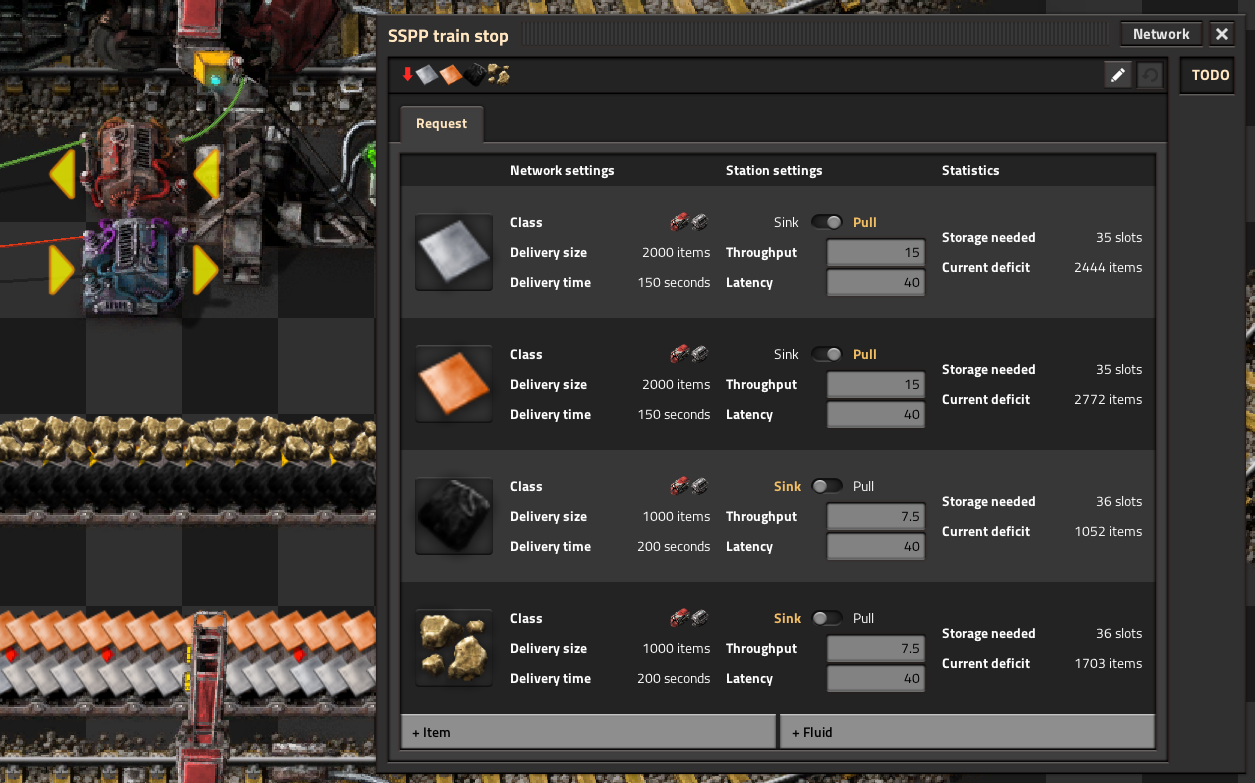 SSPP train stop
Network
TODO
Request
Network settings Station settings Statistics
Class Sink Pull
Delivery size 2000 items Throughput 15
Delivery time 150 seconds Latency 40
Storage needed 35 slots
Current deficit 2444 items
Class Sink Pull
Delivery size 2000 items Throughput 15
Delivery time 150 seconds Latency 40
Storage needed 35 slots
Current deficit 2772 items
Class Sink Pull
Delivery size 1000 items Throughput 7.5
Delivery time 200 seconds Latency 40
Storage needed 36 slots
Current deficit 1052 items
Class Sink Pull
Delivery size 1000 items Throughput 7.5
Delivery time 200 seconds Latency 40
Storage needed 36 slots
Current deficit 1703 items
+ Item + Fluid